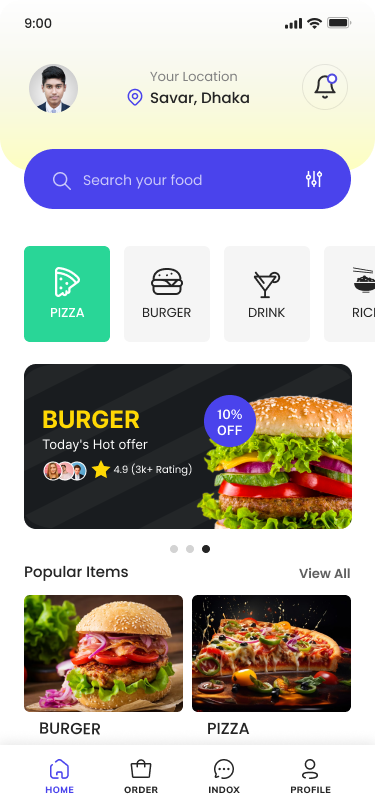 9:00
Your Location
Savar, Dhaka
Search your food
PIZZA
BURGER
DRINK
RICE
BURGER
Today's Hot offer
4.9 (3k+ Rating)
10%
OFF
Popular Items
View All
BURGER
PIZZA
HOME
ORDER
INDOX
PROFILE